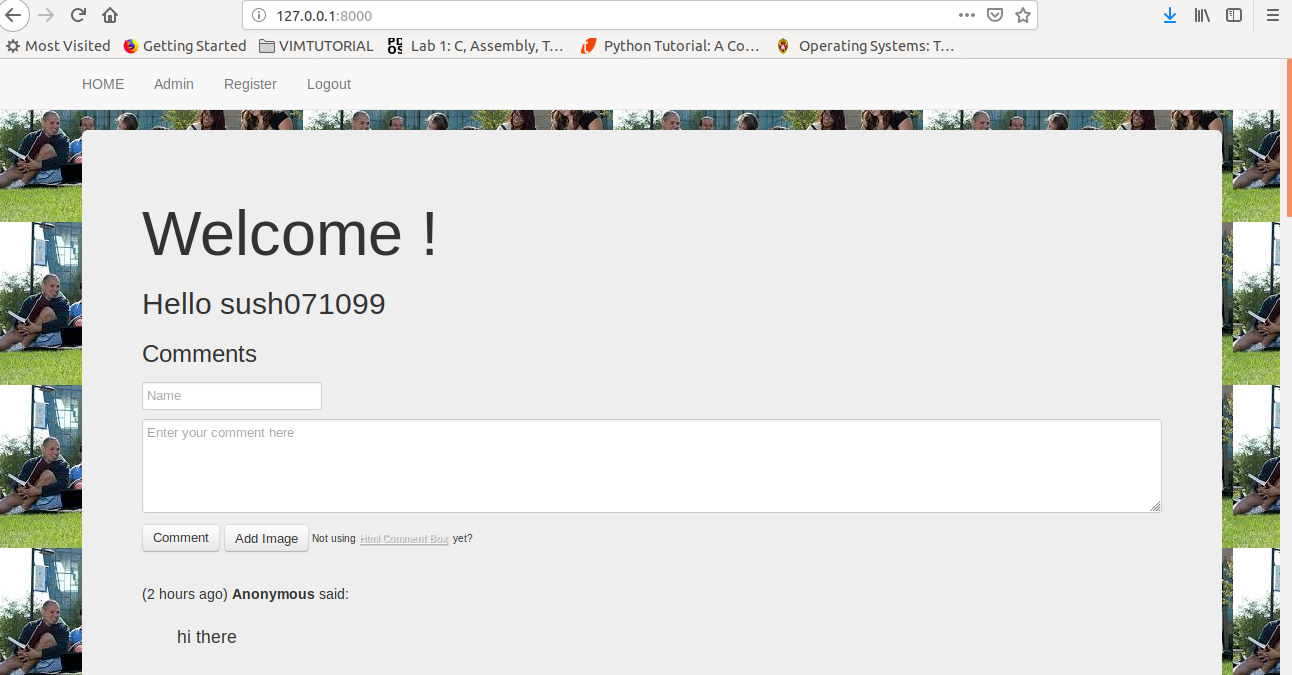 127.0.0.1:8000
Most Visited Getting Started VIMTUTORIAL Lab 1: C, Assembly, T… Python Tutorial: A Co… Operating Systems: T…
HOME Admin Register Logout
Welcome !
Hello sush071099
Comments
Name
Enter your comment here
Comment Add Image Not using Html Comment Box yet?
(2 hours ago) Anonymous said:
hi there